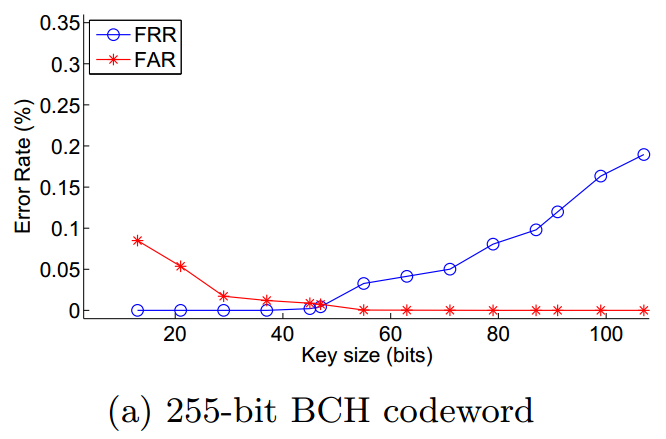 FRR
FAR
0.35
0.3
0.25
0.2
0.15
0.1
0.05
0
Error Rate (%)
20 40 60 80 100
Key size (bits)
(a) 255-bit BCH codeword